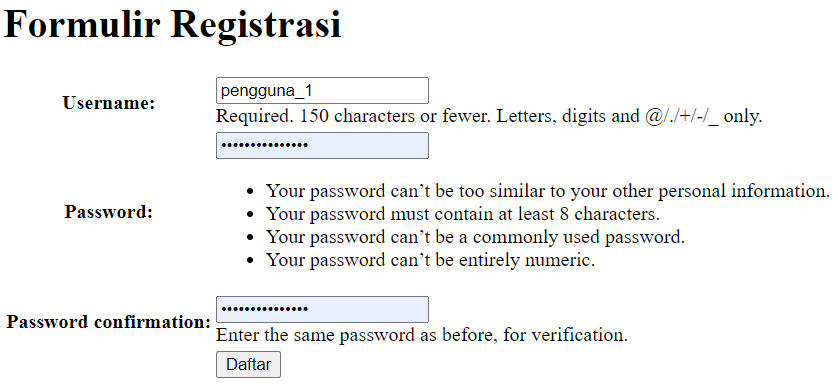 Formulir Registrasi
Username:
pengguna_1
Required. 150 characters or fewer. Letters, digits and @/./+/-/_ only.
Password:
•••••••••••••••
• Your password can’t be too similar to your other personal information.
• Your password must contain at least 8 characters.
• Your password can’t be a commonly used password.
• Your password can’t be entirely numeric.
Password confirmation:
•••••••••••••••
Enter the same password as before, for verification.
Daftar